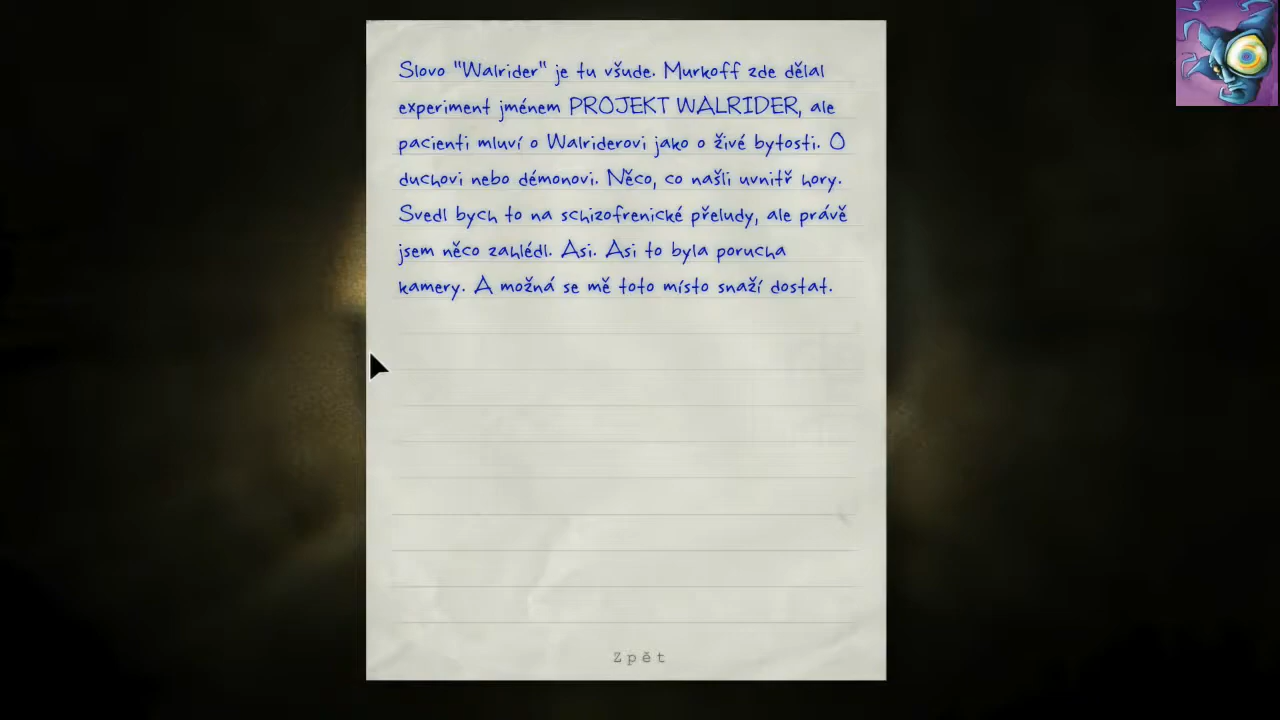 Slovo "Walrider" je tu všude. Murkoff zde dělal
experiment jménem PROJEKT WALRIDER, ale
pacienti mluví o Walriderovi jako o živé bytosti. O
duchovi nebo démonovi. Něco, co našli uvnitř hory.
Svedl bych to na schizofrenické přeludy, ale právě
jsem něco zahlédl. Asi. Asi to byla porucha
kamery. A možná se mě toto místo snaží dostat.
Zpět